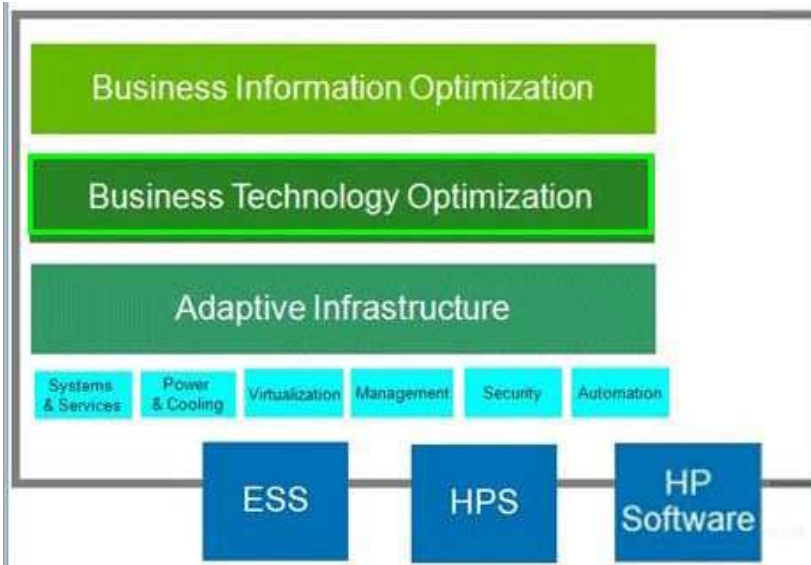 Business Information Optimization
Business Technology Optimization
Adaptive Infrastructure
Systems
& Services
Power
& Cooling
Virtualization
Management
Security
Automation
ESS
HPS
HP
Software